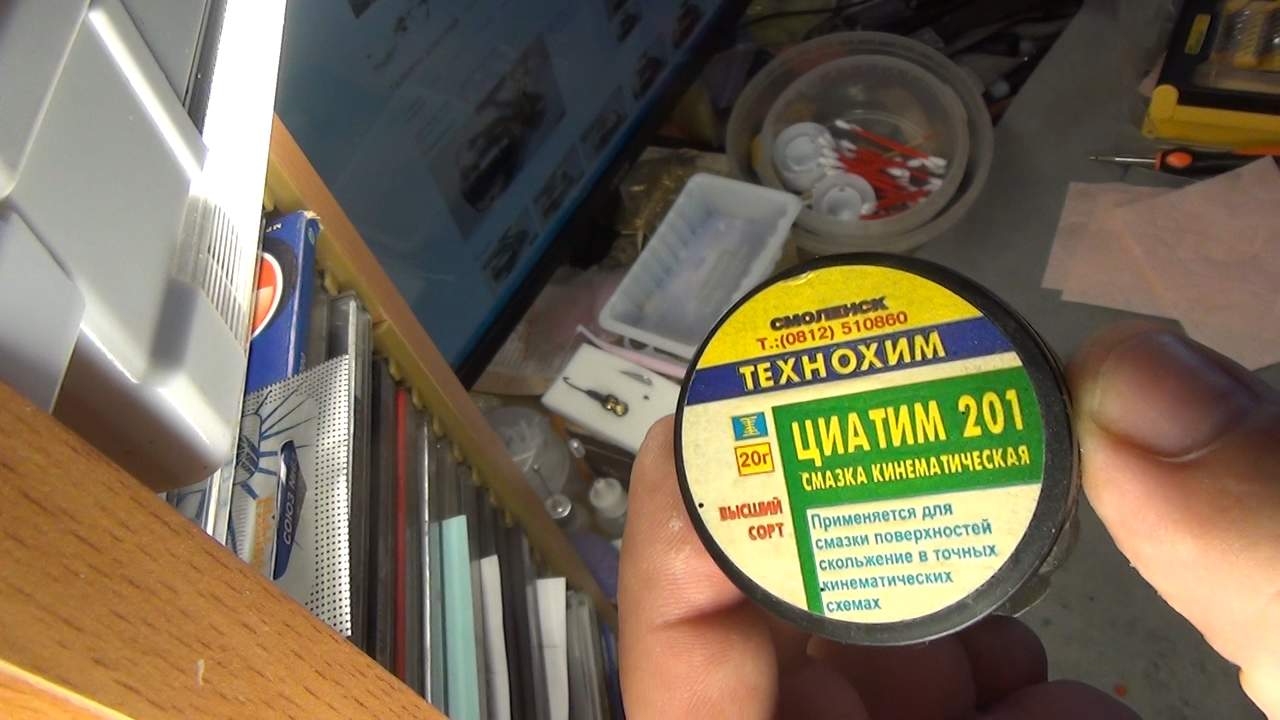 СМОЛЕНСК
Т.:(0812) 510860
ТЕХНОХИМ
ЦИАТИМ 201
СМАЗКА КИНЕМАТИЧЕСКАЯ
20г
ВЫСШИЙ
СОРТ
Применяется для
смазки поверхностей
скольжение в точных
кинематических
схемах
СОЮЗ